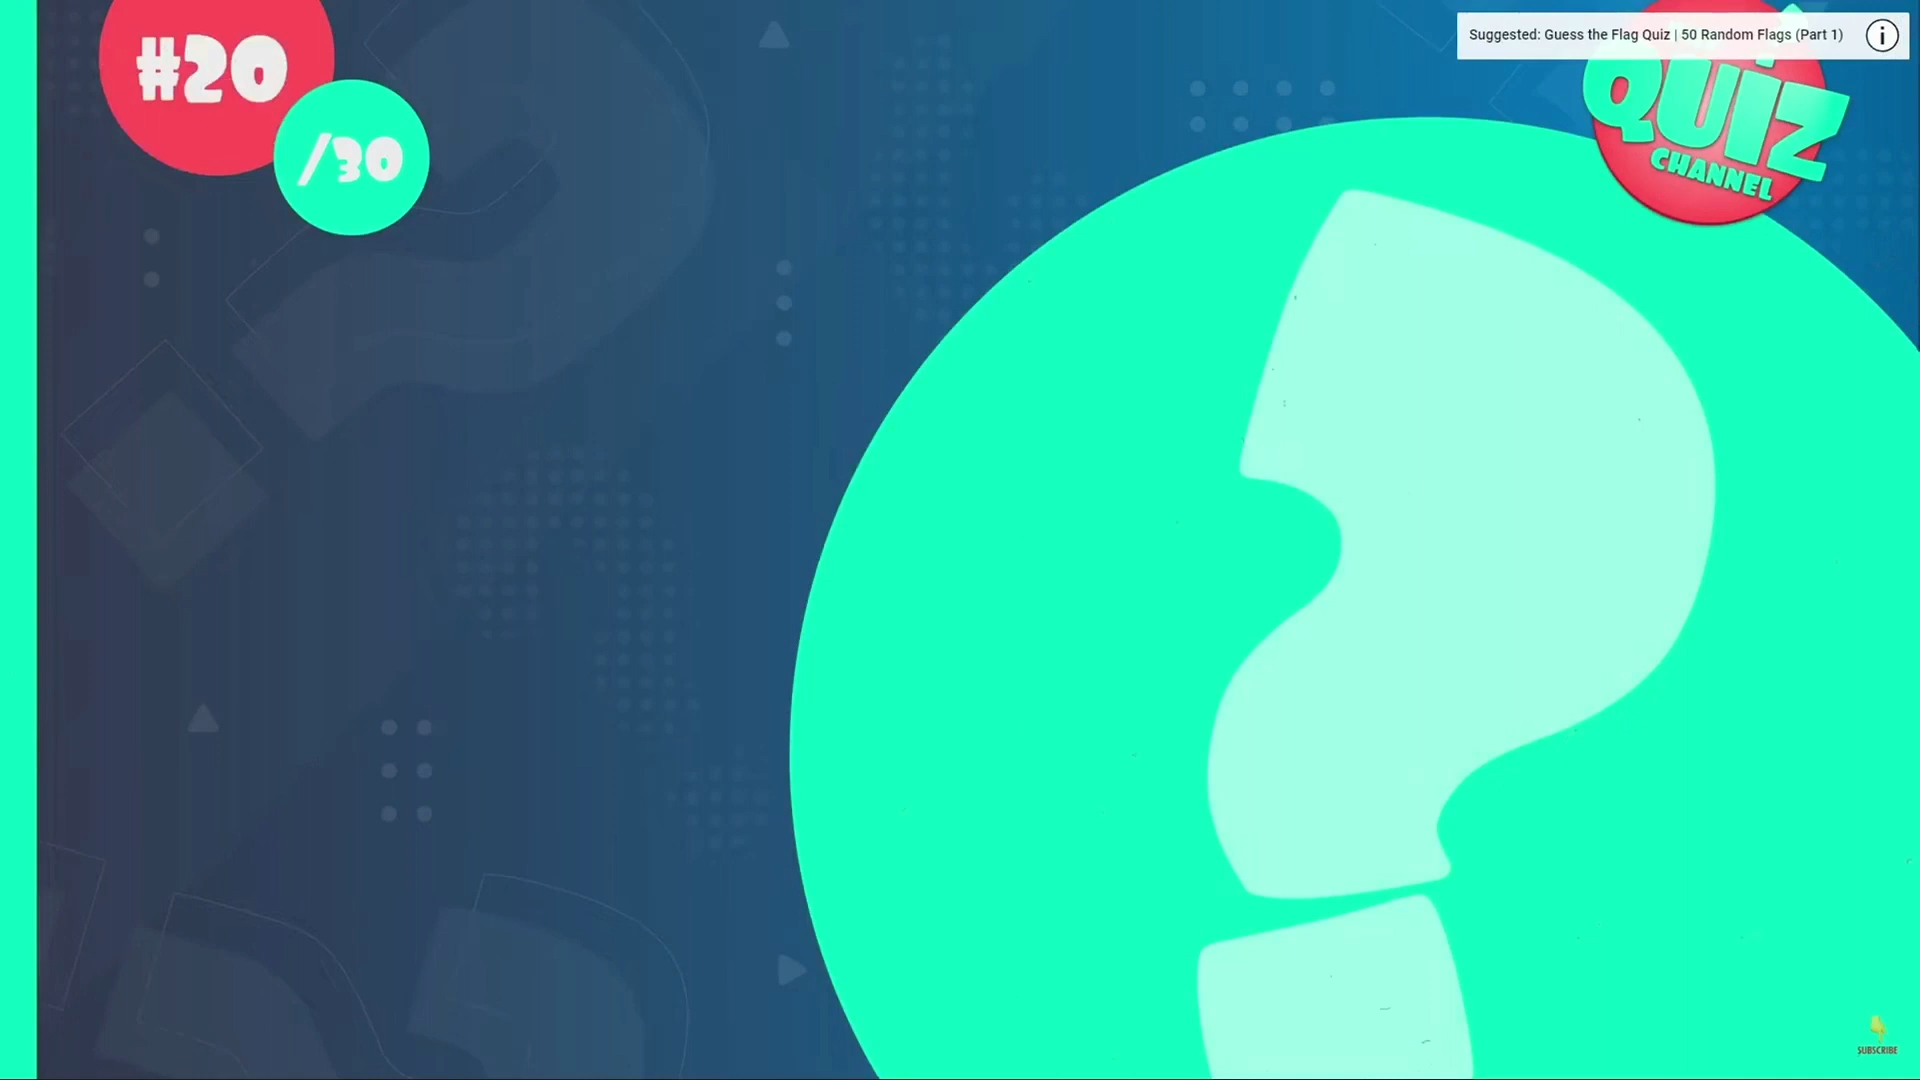 #20
/30
Suggested: Guess the Flag Quiz | 50 Random Flags (Part 1)
QUIZ
CHANNEL
SUBSCRIBE